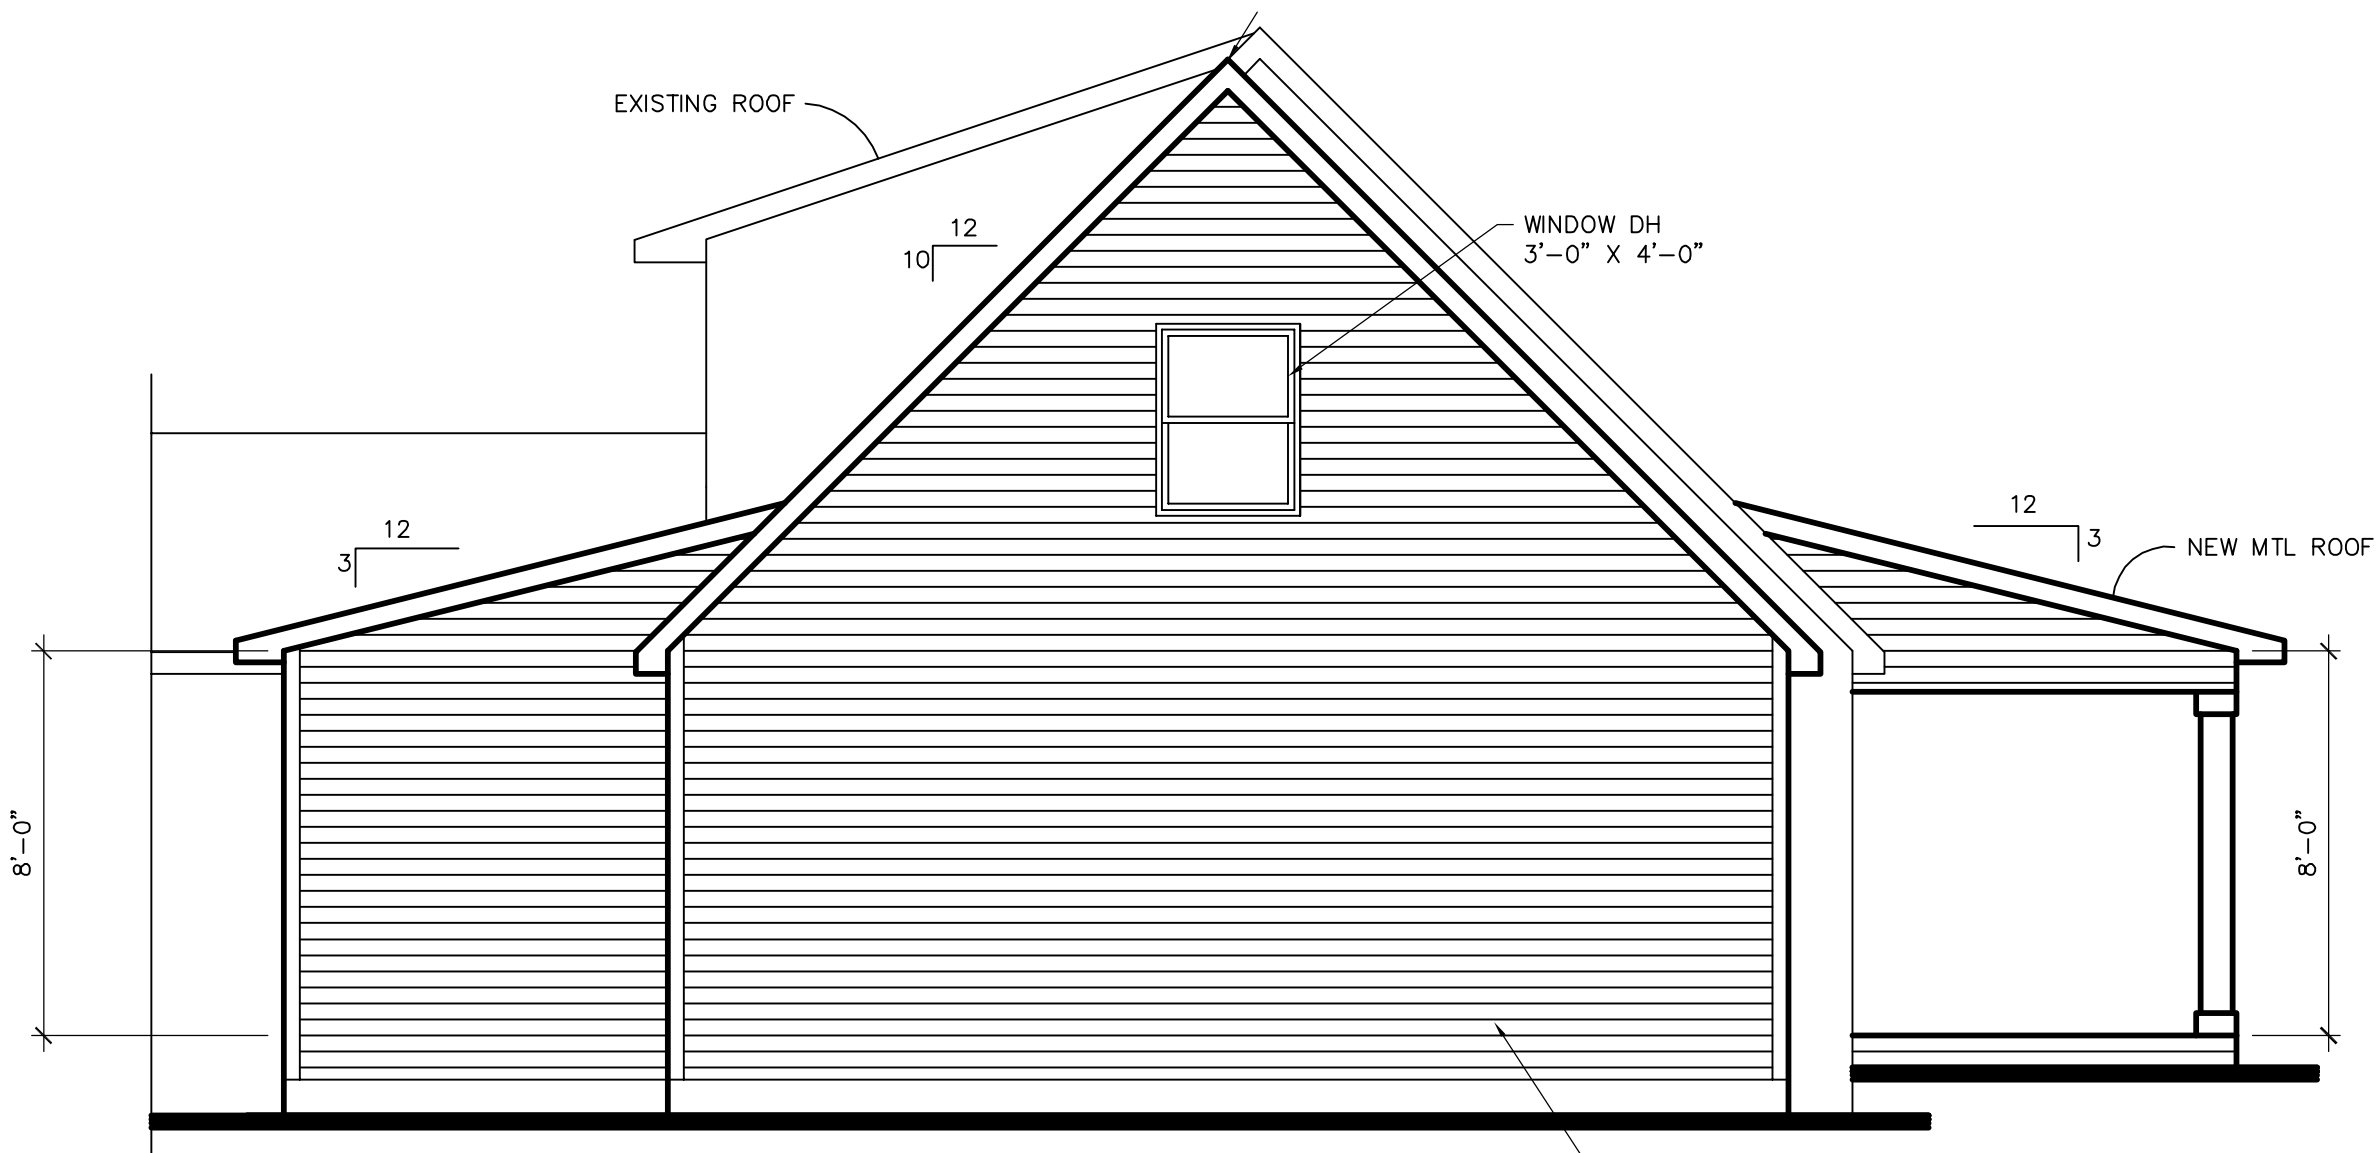 EXISTING ROOF
12
10
WINDOW DH
3'-0" X 4'-0"
12
3
12
3
NEW MTL ROOF
8'-0"
8'-0"